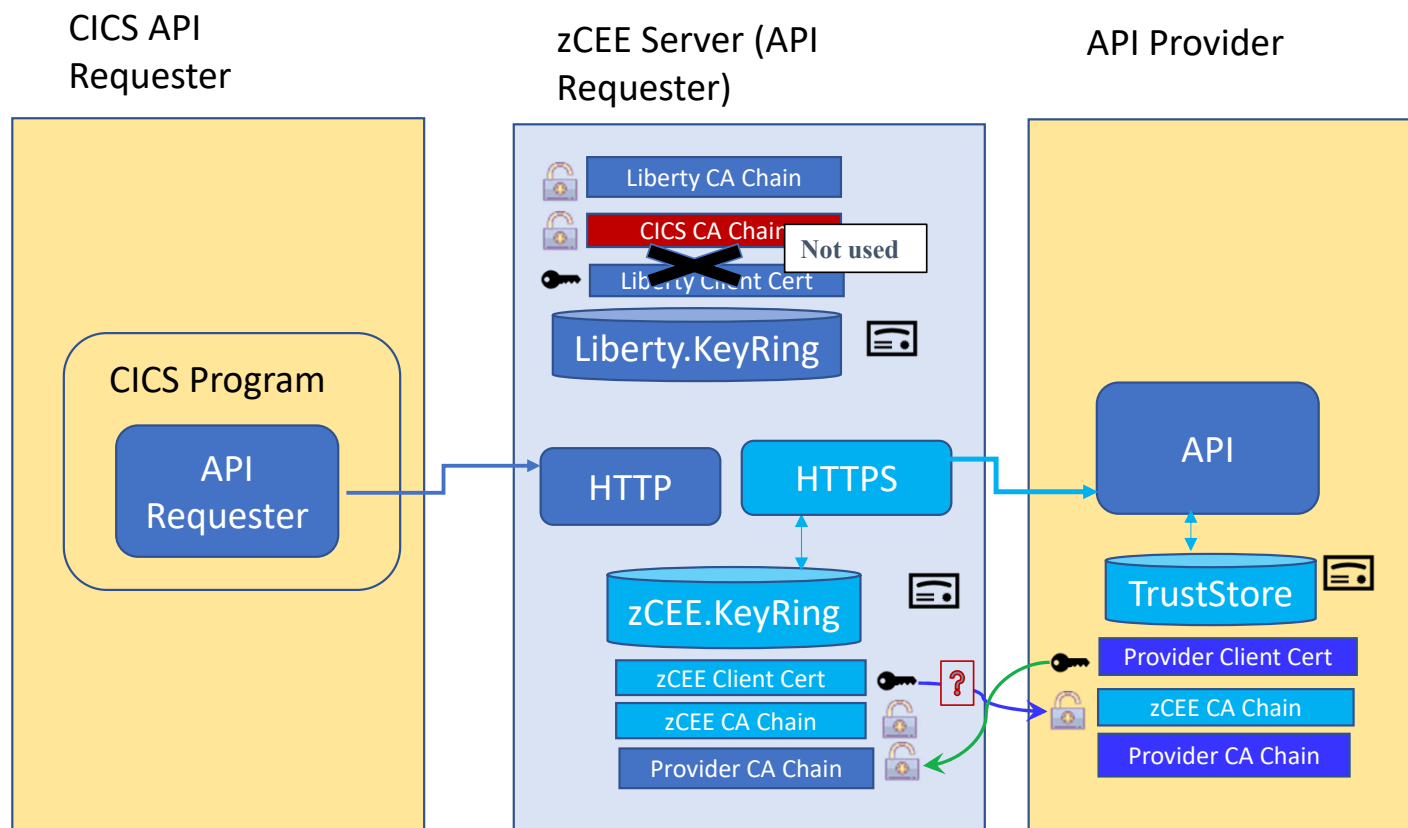 CICS API
Requester
zCEE Server (API
Requester)
API Provider
Liberty CA Chain
CICS CA Chain
Not used
Liberty Client Cert
Liberty.KeyRing
CICS Program
API
Requester
HTTP
HTTPS
API
zCEE.KeyRing
TrustStore
zCEE Client Cert
?
zCEE CA Chain
Provider CA Chain
Provider Client Cert
zCEE CA Chain
Provider CA Chain